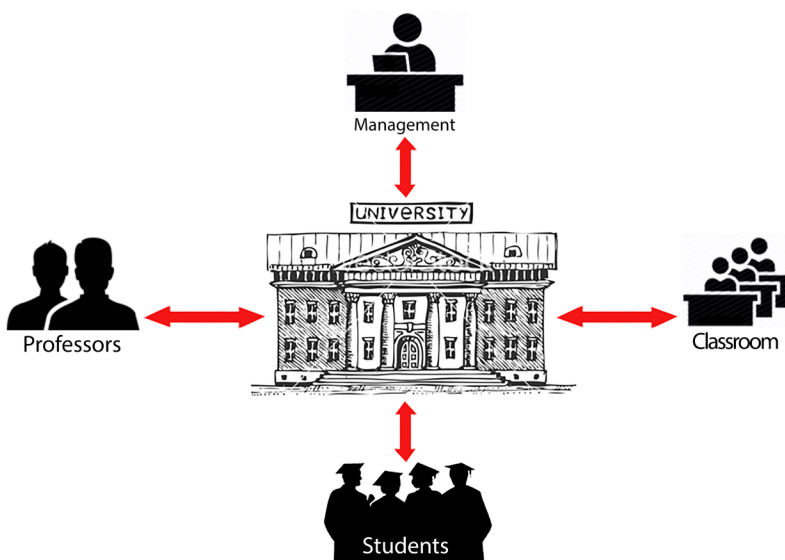 Management
UNIVERSITY
Professors
Classroom
Students